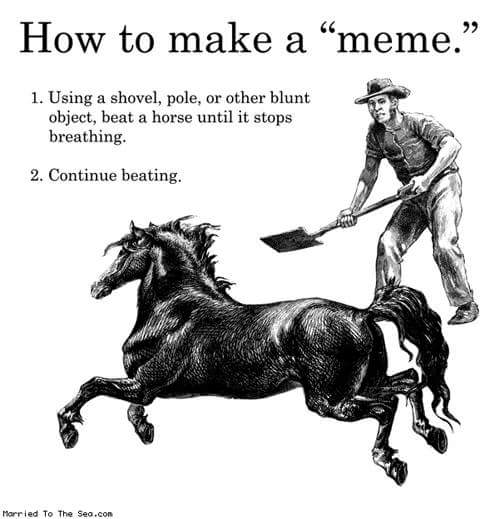 How to make a “meme.”
1. Using a shovel, pole, or other blunt
object, beat a horse until it stops
breathing.
2. Continue beating.
Married To The Sea.com